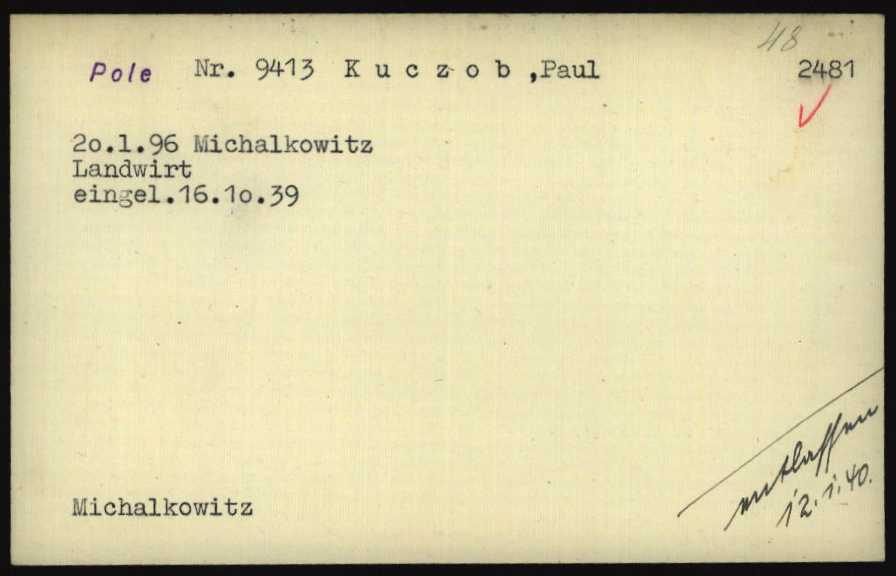 48
Pole Nr. 9413 K u c z o b ,Paul 2481
2o.1.96 Michalkowitz
Landwirt
eingel.16.1o.39
entlassen
12.1.40.
Michalkowitz